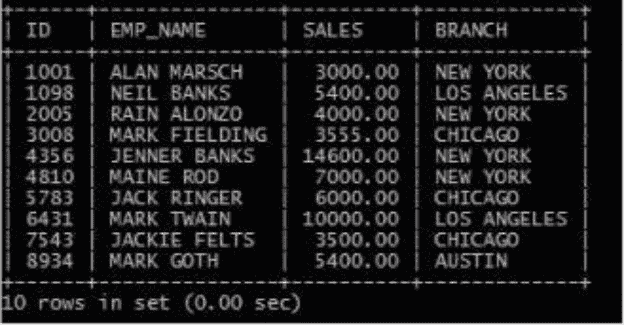 ID EMP_NAME SALES BRANCH
1001 ALAN MARSCH 3000.00 NEW YORK
1098 NEIL BANKS 5400.00 LOS ANGELES
2005 RAIN ALONZO 4000.00 NEW YORK
3008 MARK FIELDING 3555.00 CHICAGO
4356 JENNER BANKS 14600.00 NEW YORK
4810 MAINE ROD 7000.00 NEW YORK
5783 JACK RINGER 6000.00 CHICAGO
6431 MARK TWAIN 10000.00 LOS ANGELES
7543 JACKIE FELTS 3500.00 CHICAGO
8934 MARK GOTH 5400.00 AUSTIN
10 rows in set (0.00 sec)